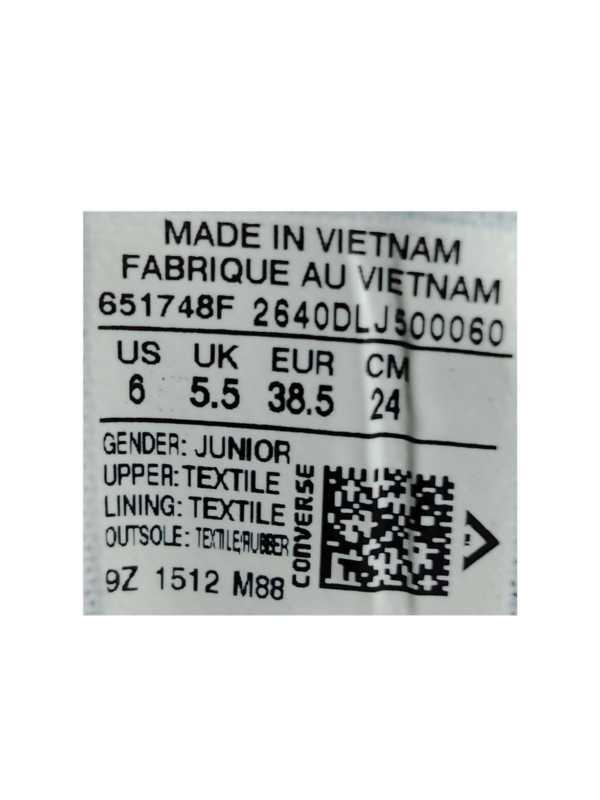 MADE IN VIETNAM
FABRIQUE AU VIETNAM
651748F 2640DLJ500060
US UK EUR CM
6 5.5 38.5 24
GENDER: JUNIOR
UPPER: TEXTILE
LINING: TEXTILE
OUTSOLE: TEXTILE/RUBBER
9Z 1512 M88
CONVERSE